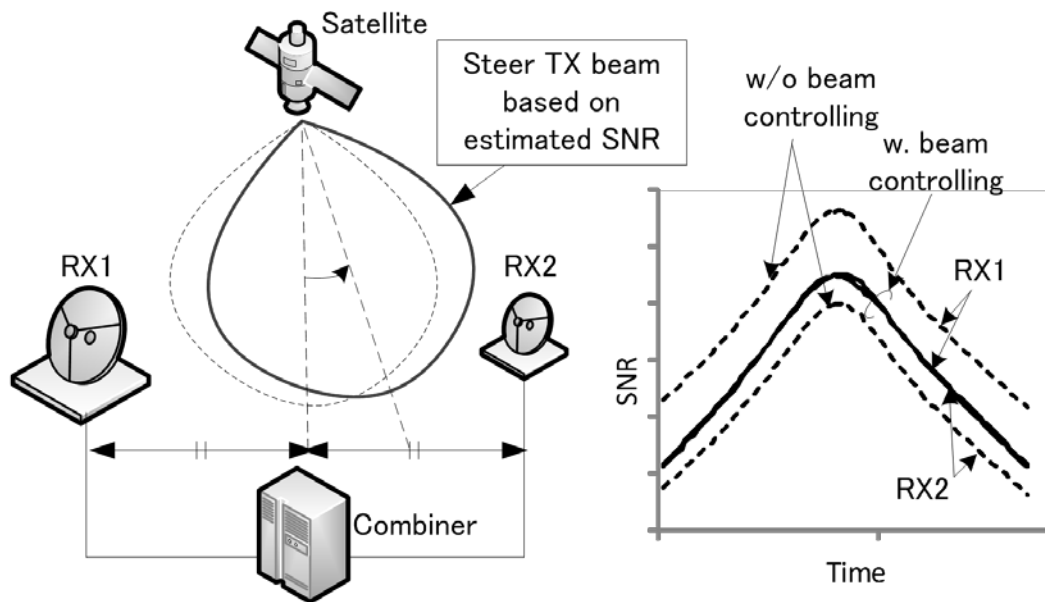 Satellite
Steer TX beam
based on
estimated SNR
RX1
RX2
Combiner
w/o beam
controlling
w. beam
controlling
RX1
RX2
SNR
Time